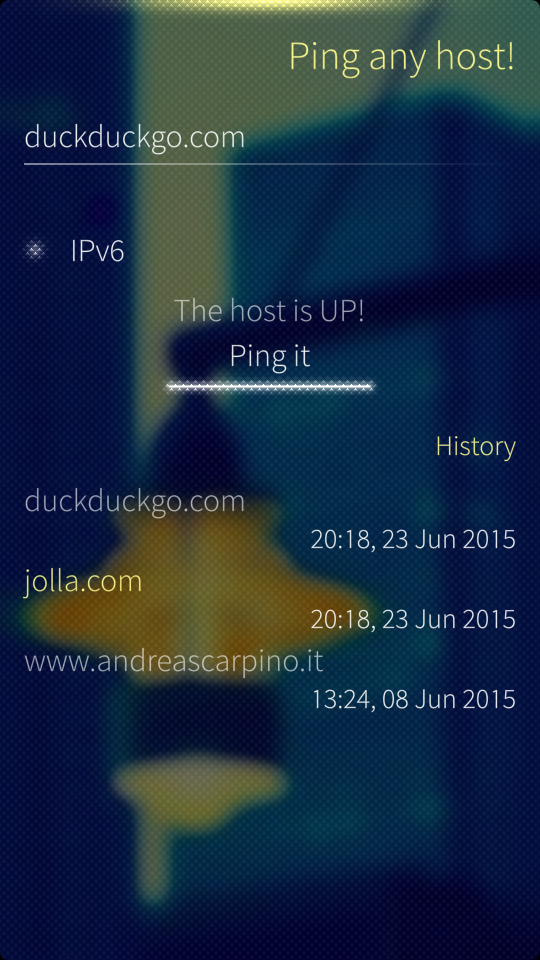 Ping any host!
duckduckgo.com
IPv6
The host is UP!
Ping it
History
duckduckgo.com
20:18, 23 Jun 2015
jolla.com
20:18, 23 Jun 2015
www.andreascarpino.it
13:24, 08 Jun 2015